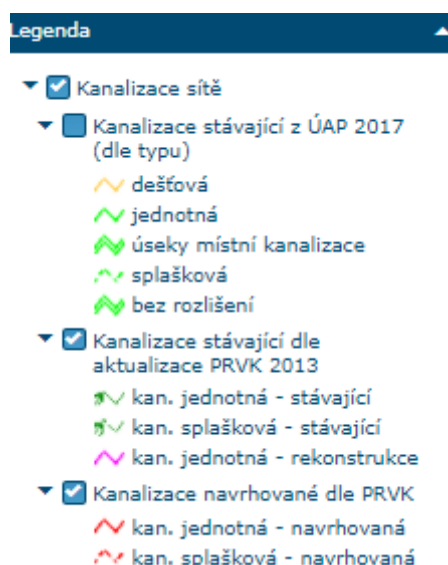 Legenda
Kanalizace sítě
Kanalizace stávající z ÚAP 2017
(dle typu)
dešťová
jednotná
úseky místní kanalizace
splašková
bez rozlišení
Kanalizace stávající dle
aktualizace PRVK 2013
kan. jednotná - stávající
kan. splašková - stávající
kan. jednotná - rekonstrukce
Kanalizace navrhované dle PRVK
kan. jednotná - navrhovaná
kan. splašková - navrhovaná